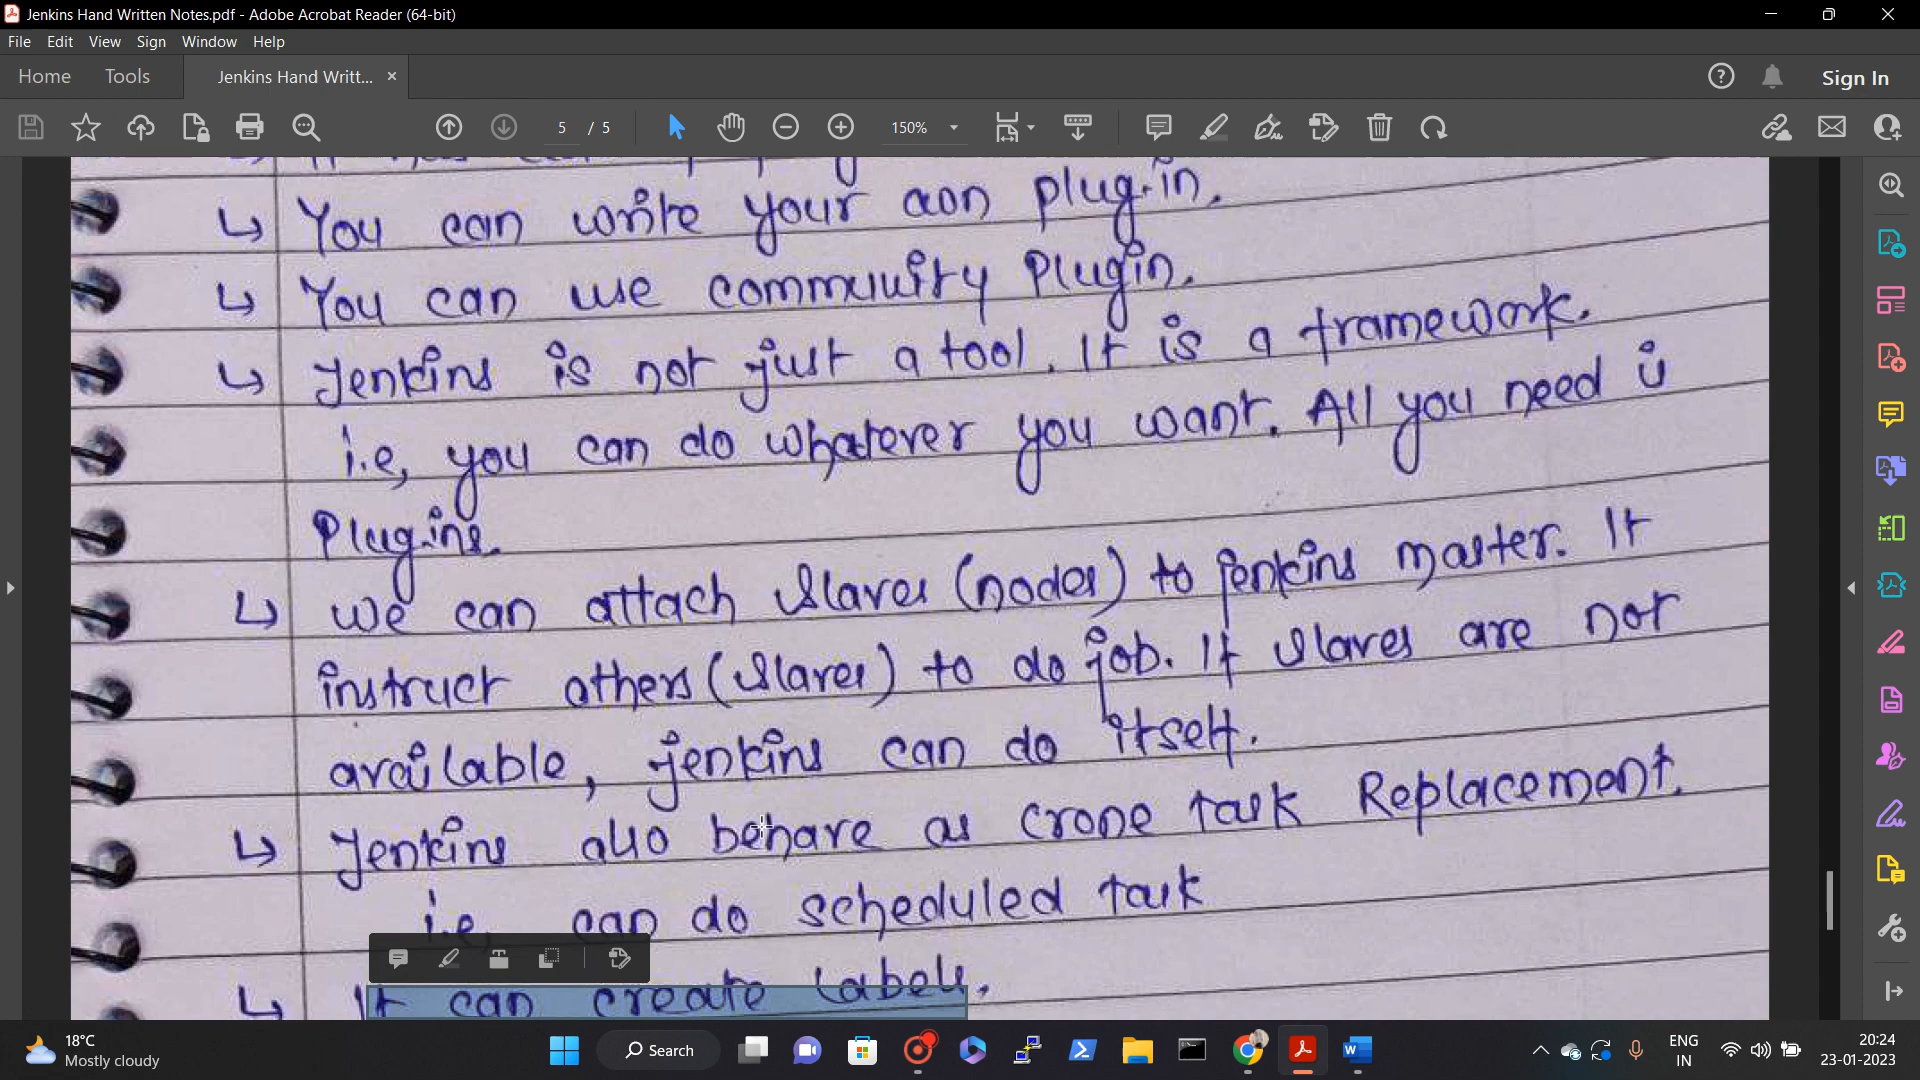 Jenkins Hand Written Notes.pdf - Adobe Acrobat Reader (64-bit)
File Edit View Sign Window Help
Home Tools Jenkins Hand Writt... × Sign In
5 / 5 150%
↳ You can write your aon plug-in.
↳ You can use community Plugin.
↳ Jenkins is not just a tool. It is a framework.
i.e, you can do whatever you want. All you need is
Plug-ins.
↳ we can attach slaves (nodes) to jenkins master. It
instruct others (slaves) to do job. If slaves are not
available, jenkins can do itself.
↳ Jenkins also behave as crone task Replacement.
i.e, can do scheduled task
↳ It can create labels.
18°C
Mostly cloudy
Search
ENG
IN
20:24
23-01-2023